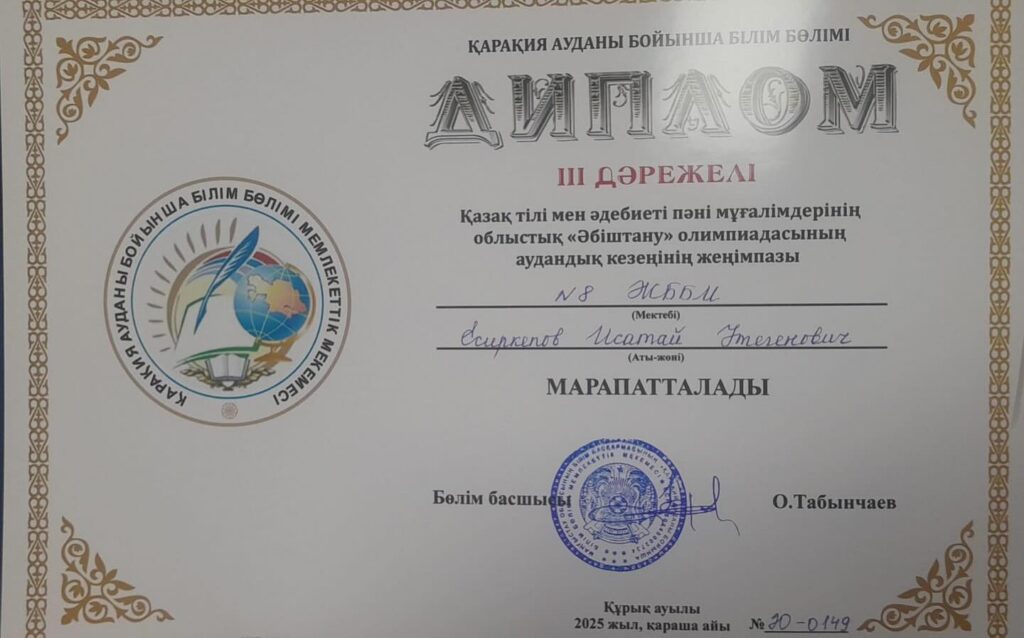 ҚАРАҚИЯ АУДАНЫ БОЙЫНША БІЛІМ БӨЛІМІ
ДИПЛОМ
III ДӘРЕЖЕЛІ
Қазақ тілі мен әдебиеті пәні мұғалімдерінің
облыстық «Әбіштану» олимпиадасының
аудандық кезеңінің жеңімпазы
№8 ЖББМ
(Мектебі)
Есиркепов Исатай Утегенович
(Аты-жөні)
МАРАПАТТАЛАДЫ
ҚАРАҚИЯ АУДАНЫ БОЙЫНША БІЛІМ БӨЛІМІ МЕМЛЕКЕТТІК МЕКЕМЕСІ
Бөлім басшысы О.Табынчаев
Құрық ауылы
2025 жыл, қараша айы №ЭО-0149